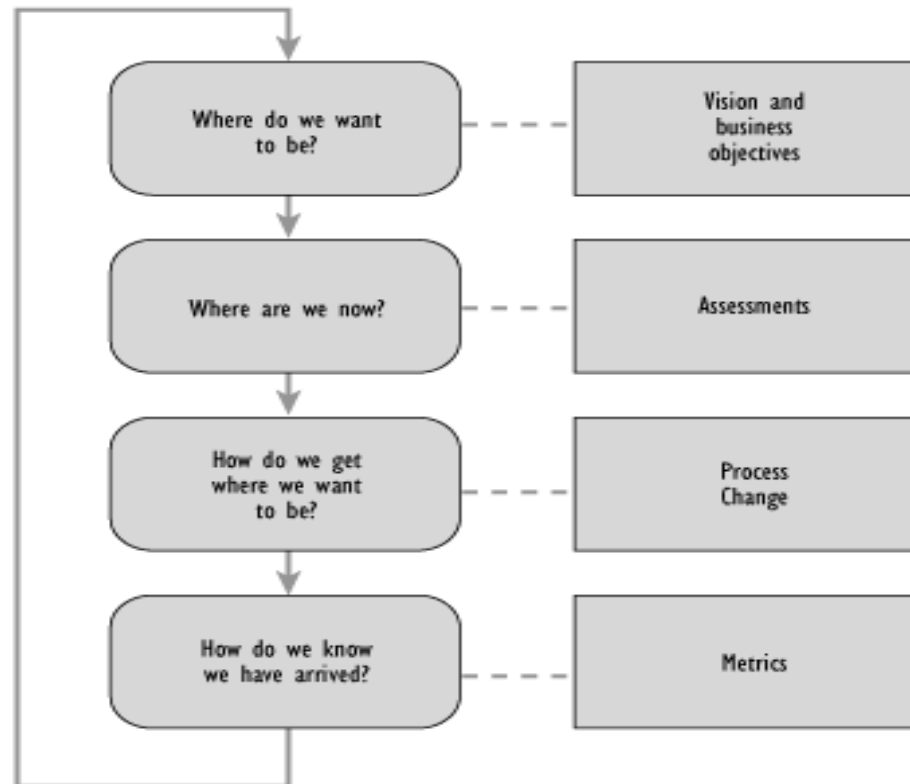 Where do we want
to be?
Vision and
business
objectives
Where are we now?
Assessments
How do we get
where we want
to be?
Process
Change
How do we know
we have arrived?
Metrics